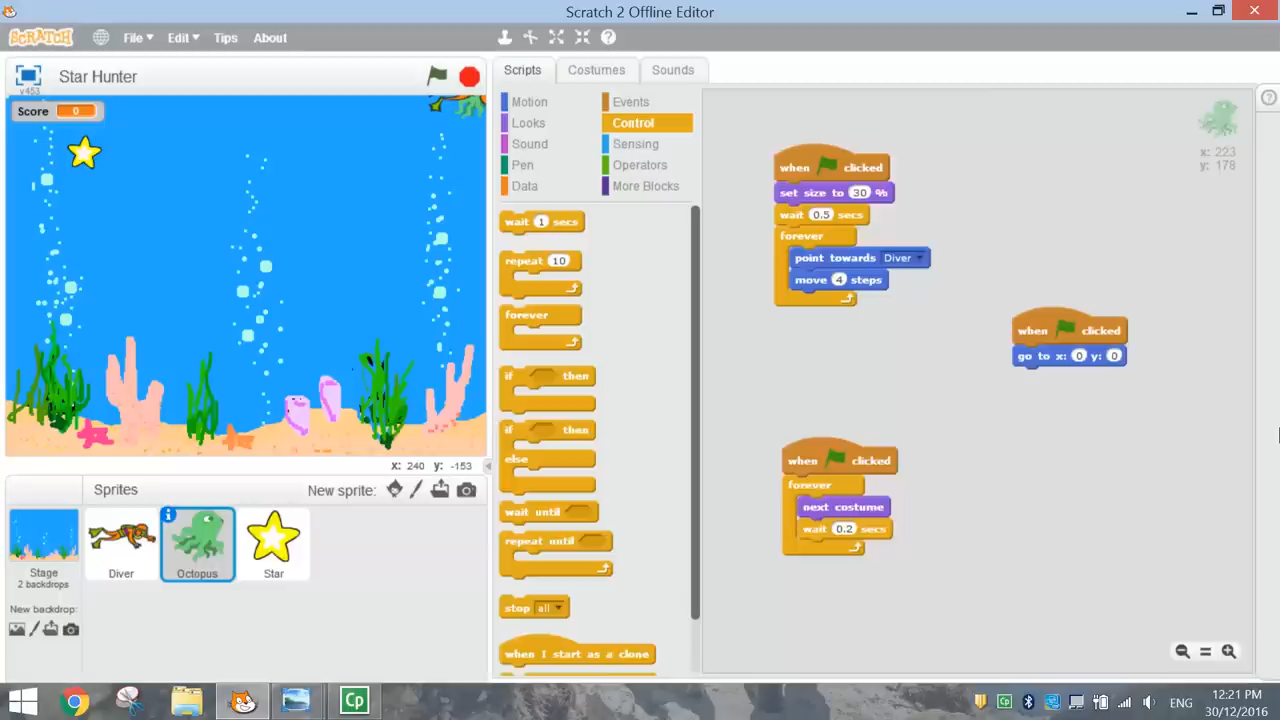 Scratch 2 Offline Editor
SCRATCH File Edit Tips About
v453
Star Hunter
Score 0
x: 240 y: -153
Sprites New sprite:
Stage
2 backdrops
New backdrop:
Diver
Octopus
Star
Scripts Costumes Sounds
Motion Events
Looks Control
Sound Sensing
Pen Operators
Data More Blocks
wait 1 secs
repeat 10
forever
if then
if then
else
wait until
repeat until
stop all
when I start as a clone
when clicked
set size to 30 %
wait 0.5 secs
forever
point towards Diver
move 4 steps
when clicked
go to x: 0 y: 0
when clicked
forever
next costume
wait 0.2 secs
x: 223
y: 178
Cp
Cp
ENG
12:21 PM
30/12/2016